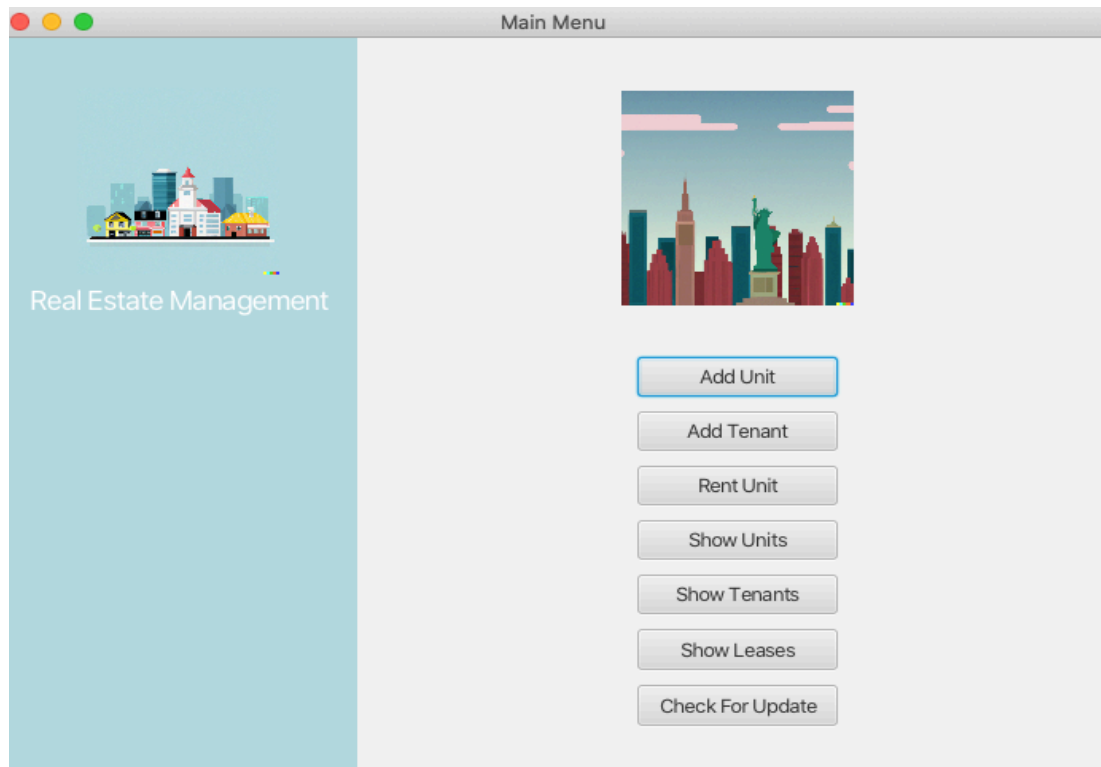 Main Menu
Real Estate Management
Add Unit
Add Tenant
Rent Unit
Show Units
Show Tenants
Show Leases
Check For Update